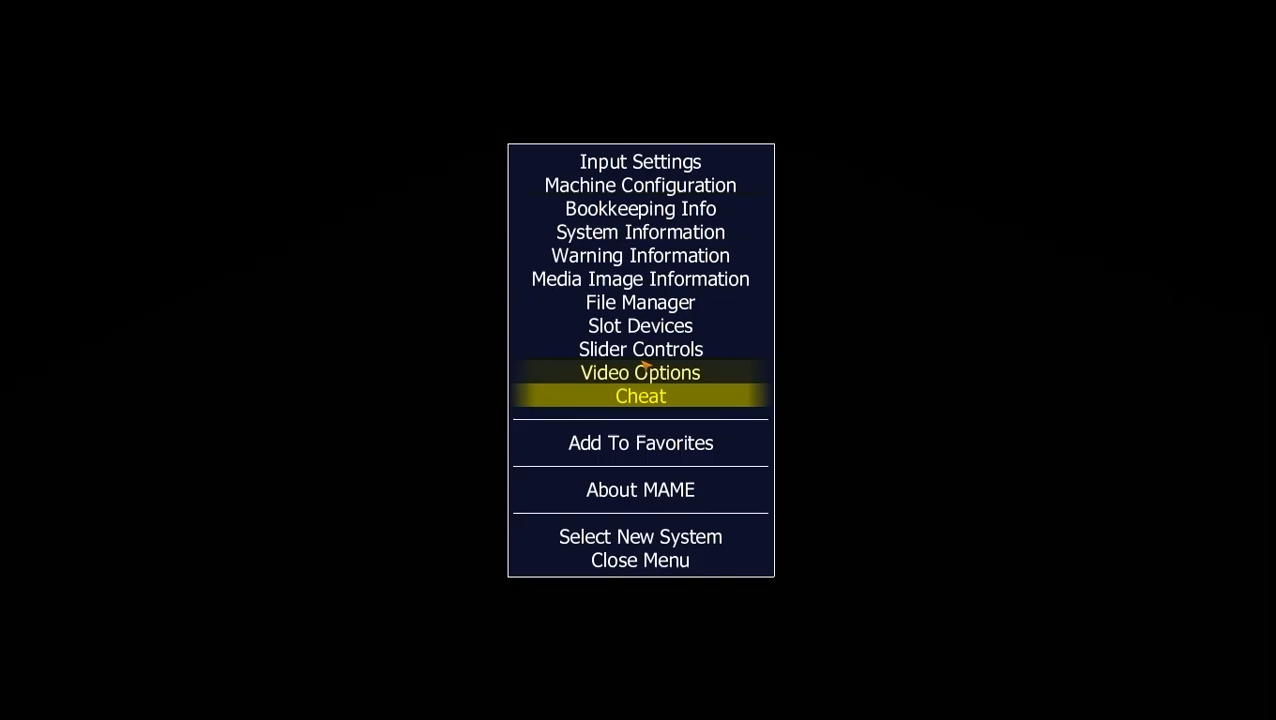 Input Settings
Machine Configuration
Bookkeeping Info
System Information
Warning Information
Media Image Information
File Manager
Slot Devices
Slider Controls
Video Options
Cheat
Add To Favorites
About MAME
Select New System
Close Menu